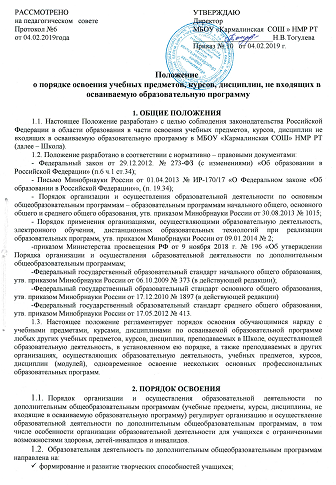 РАССМОТРЕНО
на педагогическом совете
Протокол №6
от 04.02.2019года
УТВЕРЖДАЮ
Директор
МБОУ «Кармалинская СОШ » НМР РТ
Н.В.Тогулева
Приказ № 10 от 04.02.2019 г.
Положение
о порядке освоения учебных предметов, курсов, дисциплин, не входящих в
осваиваемую образовательную программу
1. ОБЩИЕ ПОЛОЖЕНИЯ
1.1. Настоящее Положение разработано с целью соблюдения законодательства Российской
Федерации в области образования в части освоения учебных предметов, курсов, дисциплин не
входящих в осваиваемую образовательную программу в МБОУ «Кармалинская СОШ» НМР РТ
(далее – Школа).
1.2. Положение разработано в соответствии с нормативно – правовыми документами:
- Федеральный закон от 29.12.2012. № 273-ФЗ (с изменениями) «Об образовании в
Российской Федерации» (п.6 ч.1 ст.34);
- Письмо Минобрнауки России от 01.04.2013 № ИР-170/17 «О Федеральном законе «Об
образовании в Российской Федерации»», (п. 19.34);
- Порядок организации и осуществления образовательной деятельности по основным
общеобразовательным программам – образовательным программам начального общего, основного
общего и среднего общего образования, утв. приказом Минобрнауки России от 30.08.2013 № 1015;
- Порядок применения организациями, осуществляющими образовательную деятельность,
электронного обучения, дистанционных образовательных технологий при реализации
образовательных программ, утв. приказом Минобрнауки России от 09.01.2014 № 2;
-приказом Министерства просвещения РФ от 9 ноября 2018 г. № 196 «Об утверждении
Порядка организации и осуществления образовательной деятельности по дополнительным
общеобразовательным программам;
-Федеральный государственный образовательный стандарт начального общего образования,
утв. приказом Минобрнауки от 06.10.2009 № 373 (в действующей редакции);
-Федеральный государственный образовательный стандарт основного общего образования,
утв. приказом Минобрнауки России от 17.12.2010 № 1897 (в действующей редакции)
-Федеральный государственный образовательный стандарт среднего общего образования,
утв. приказом Минобрнауки России от 17.05.2012 № 413.
1.3. Настоящее положение регламентирует порядок освоения обучающимися наряду с
учебными предметами, курсами, дисциплинами по осваиваемой образовательной программе
любых других учебных предметов, курсов, дисциплин, преподаваемых в Школе, осуществляющей
образовательную деятельность, в установленном ею порядке, а также преподаваемых в других
организациях, осуществляющих образовательную деятельность, учебных предметов, курсов,
дисциплин (модулей), одновременное освоение нескольких основных профессиональных
образовательных программ.
2. ПОРЯДОК ОСВОЕНИЯ
1.1. Порядок организации и осуществления образовательной деятельности по
дополнительным общеобразовательным программам (учебные предметы, курсы, дисциплины, не
входящие в осваиваемую образовательную программу) регулирует организацию и осуществление
образовательной деятельности по дополнительным общеобразовательным программам, в том
числе особенности организации образовательной деятельности для учащихся с ограниченными
возможностями здоровья, детей-инвалидов и инвалидов.
1.2. Образовательная деятельность по дополнительным общеобразовательным программам
направлена на:
✓ формирование и развитие творческих способностей учащихся;